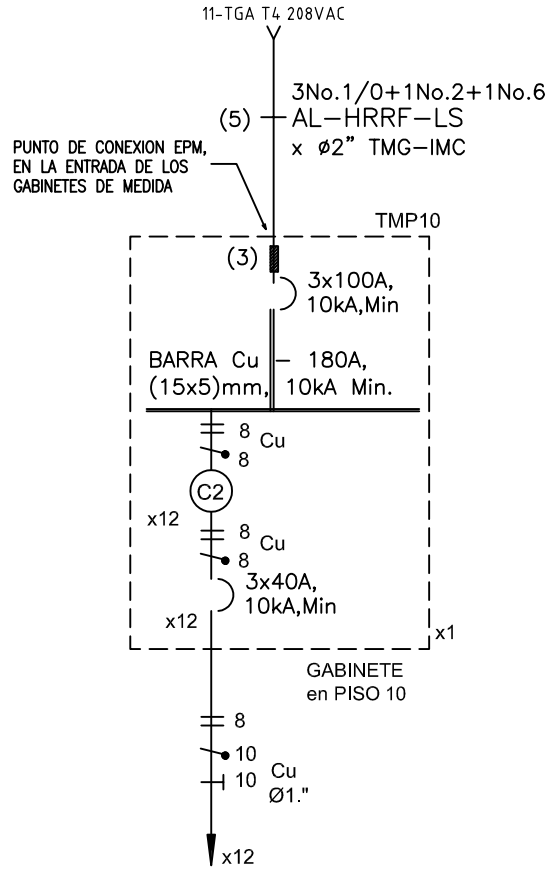 11-TGA T4 208VAC
3No.1/0+1No.2+1No.6
(5) AL-HRRF-LS
x ø2" TMG-IMC
PUNTO DE CONEXION EPM,
EN LA ENTRADA DE LOS
GABINETES DE MEDIDA
TMP10
(3)
3x100A,
10kA,Min
BARRA Cu 180A,
(15x5)mm, 10kA Min.
8 Cu
8
C2
x12
8 Cu
8
3x40A,
10kA,Min
x12
x1
GABINETE
en PISO 10
8
10
10 Cu
Ø1."
x12